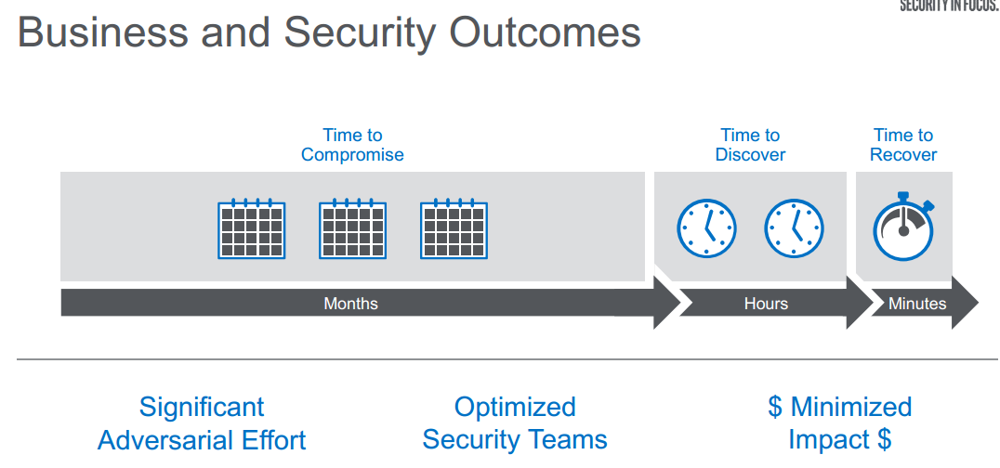 SECURITY IN FOCUS.
Business and Security Outcomes
Time to
Compromise
Time to
Discover
Time to
Recover
Months
Hours
Minutes
Significant
Adversarial Effort
Optimized
Security Teams
$ Minimized
Impact $